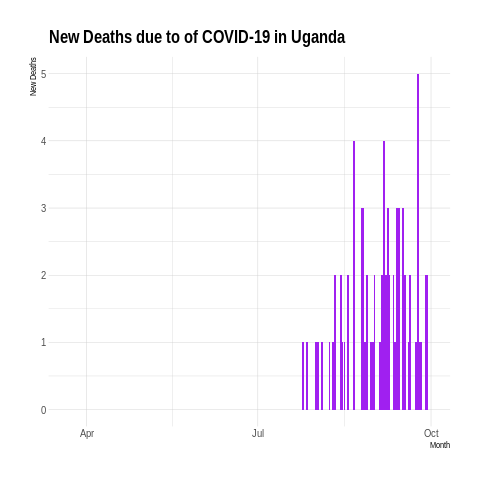 New Deaths due to of COVID-19 in Uganda
New Deaths
5
4
3
2
1
0
Apr
Jul
Oct
Month